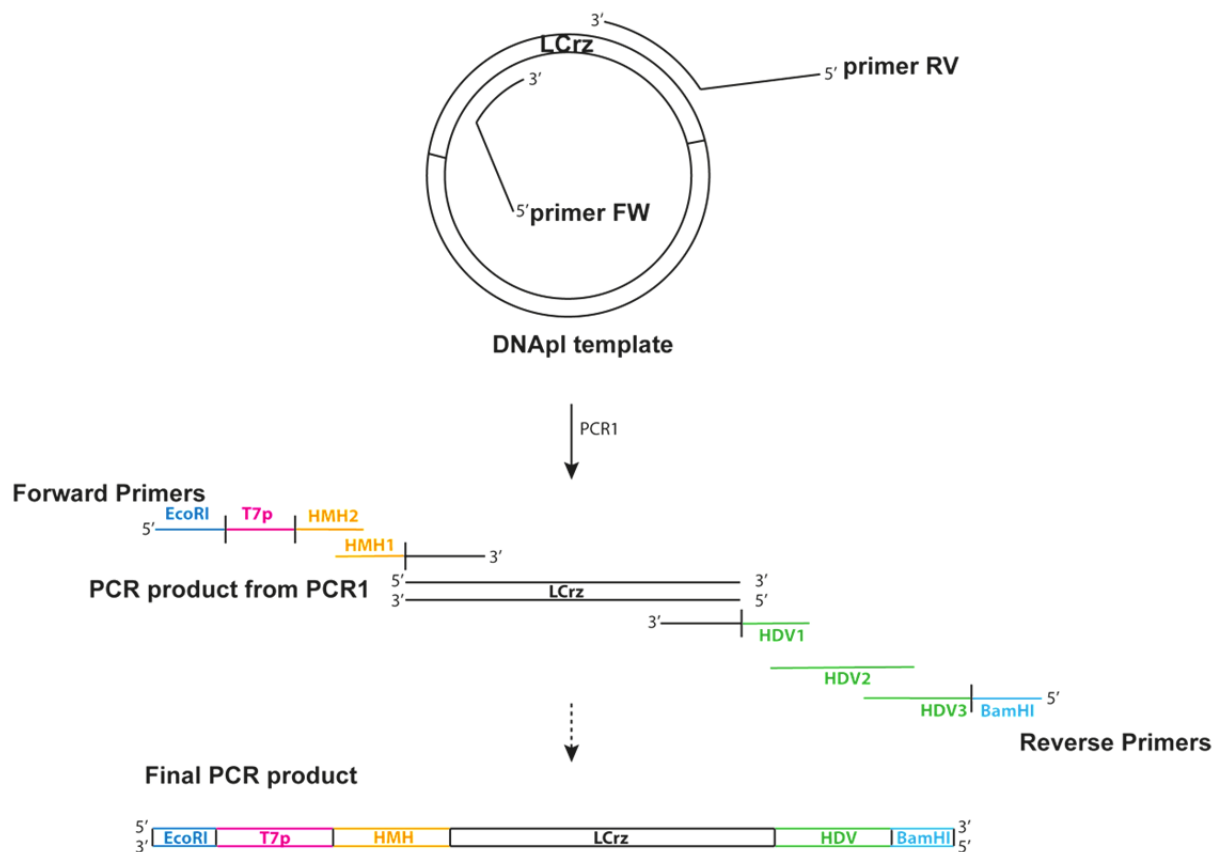 3’
LCrz
5’ primer RV
3’
5’ primer FW
DNApl template
PCR1
Forward Primers
5’ EcoRI T7p HMH2
HMH1 3’
PCR product from PCR1
5’ 3’
LCrz
3’ 5’
3’ HDV1
HDV2
HDV3 BamHI 5’
Reverse Primers
Final PCR product
5’ 3’
EcoRI T7p HMH LCrz HDV BamHI
3’ 5’